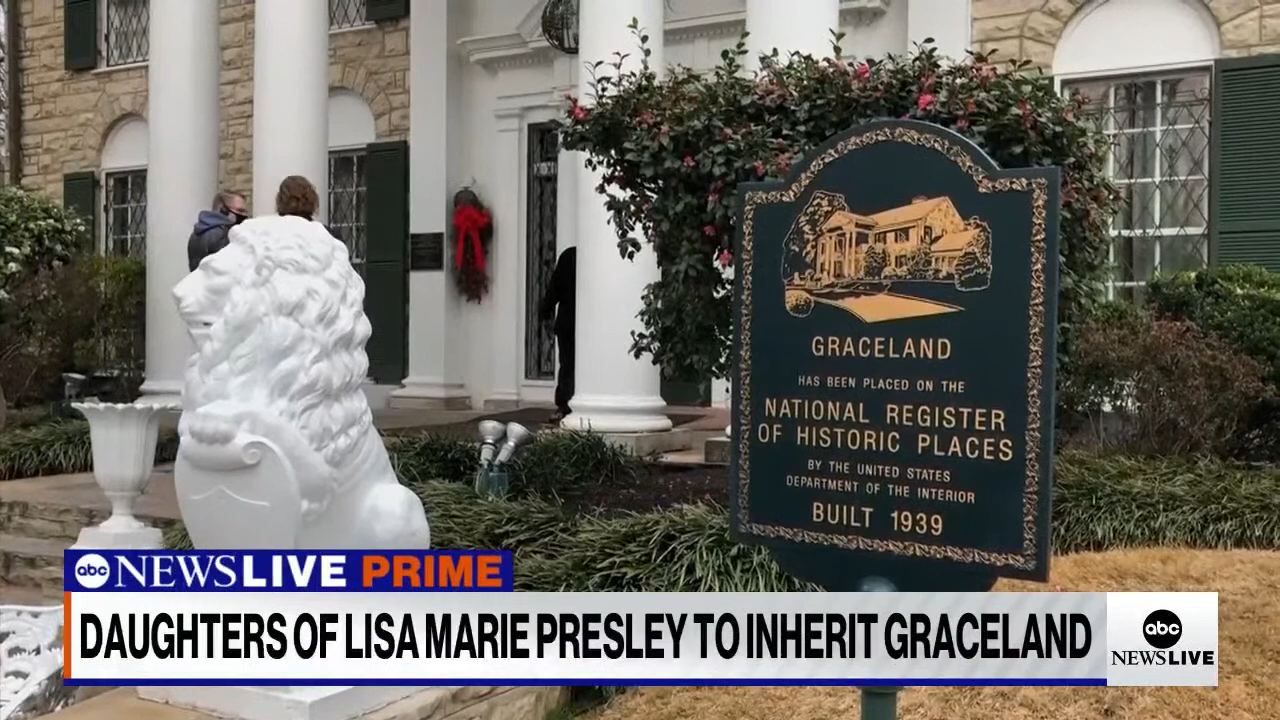 GRACELAND
HAS BEEN PLACED ON THE
NATIONAL REGISTER
OF HISTORIC PLACES
BY THE UNITED STATES
DEPARTMENT OF THE INTERIOR
BUILT 1939
abc NEWS LIVE PRIME
DAUGHTERS OF LISA MARIE PRESLEY TO INHERIT GRACELAND
abc
NEWS LIVE